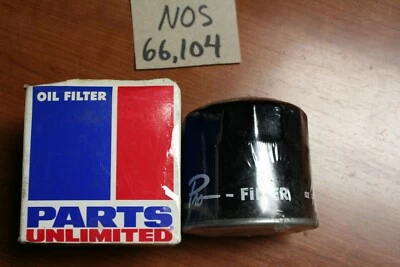 NOS
66,104
OIL FILTER
PARTS
UNLIMITED
Pro - FILTER